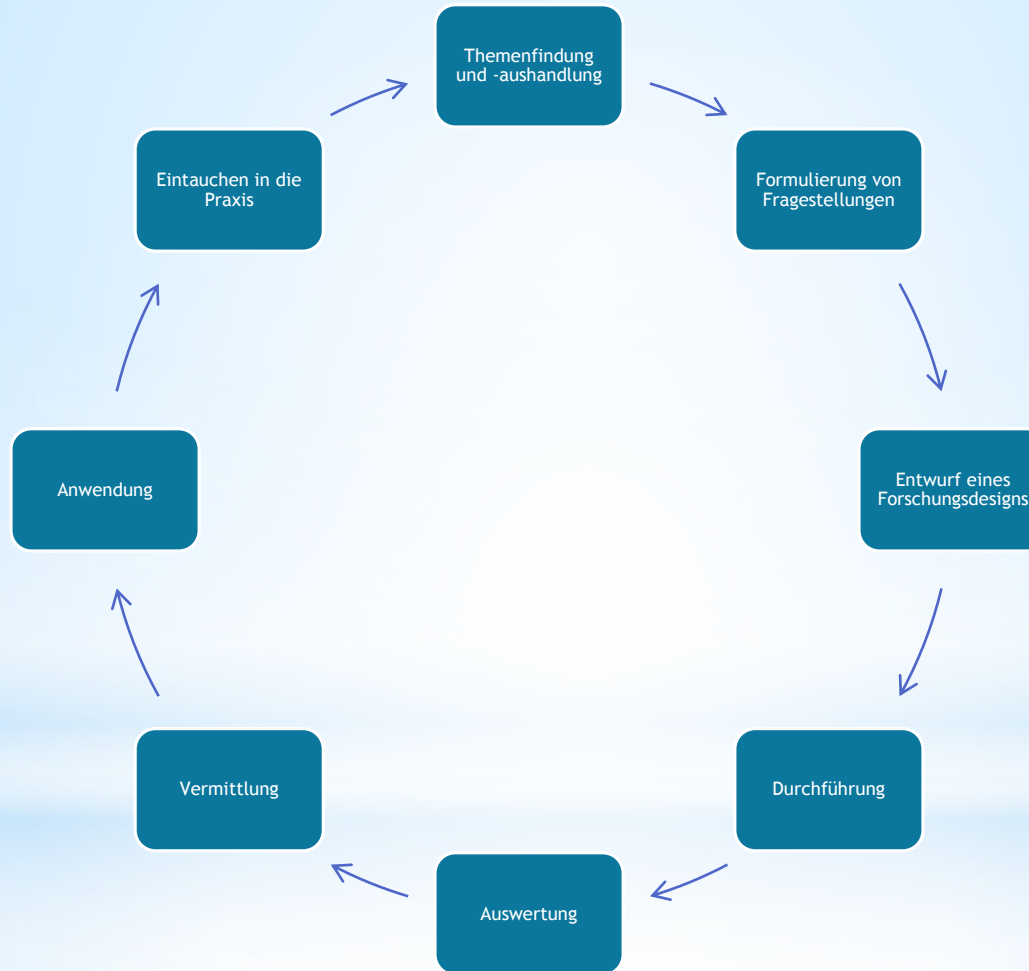 Themenfindung
und -aushandlung
Formulierung von
Fragestellungen
Entwurf eines
Forschungsdesigns
Durchführung
Auswertung
Vermittlung
Anwendung
Eintauchen in die
Praxis